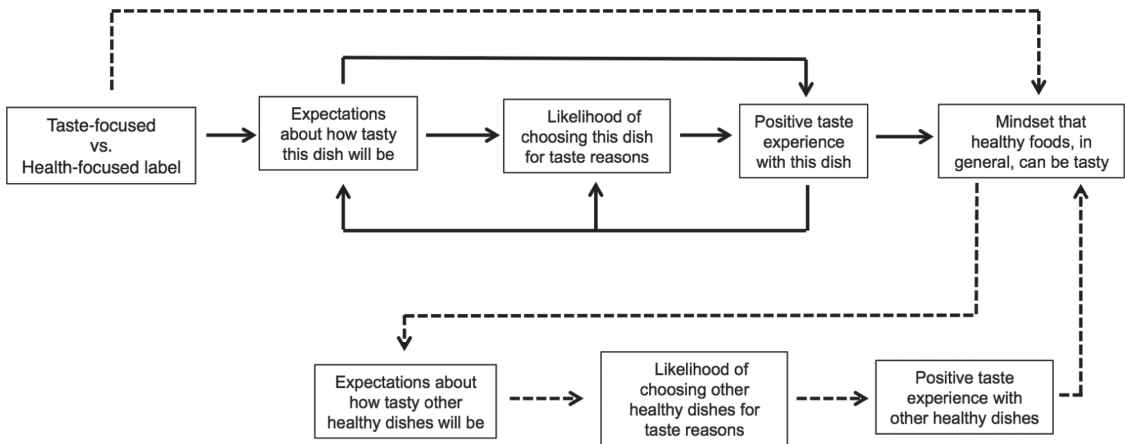 Taste-focused
vs.
Health-focused label
Expectations
about how tasty
this dish will be
Likelihood of
choosing this dish
for taste reasons
Positive taste
experience
with this dish
Mindset that
healthy foods, in
general, can be tasty
Expectations about
how tasty other
healthy dishes will be
Likelihood of
choosing other
healthy dishes for
taste reasons
Positive taste
experience with
other healthy dishes